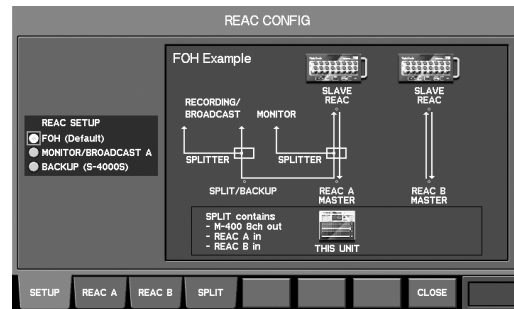 REAC CONFIG
FOH Example
SLAVE
REAC
SLAVE
REAC
RECORDING/
BROADCAST
MONITOR
REAC SETUP
FOH (Default)
MONITOR/BROADCAST A
BACKUP (S-4000S)
SPLITTER
SPLITTER
SPLIT/BACKUP
REAC A
MASTER
REAC B
MASTER
SPLIT contains
- M-400 8ch out
- REAC A in
- REAC B in
THIS UNIT
SETUP
REAC A
REAC B
SPLIT
CLOSE